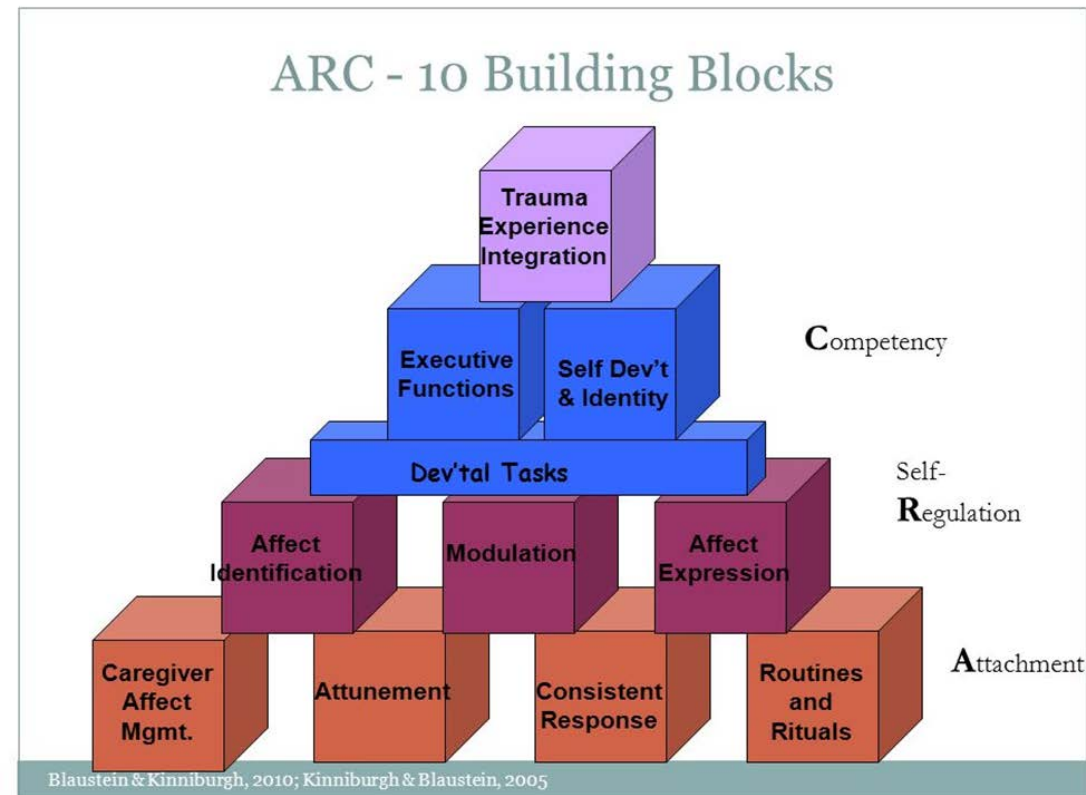 ARC - 10 Building Blocks
Trauma
Experience
Integration
Executive
Functions
Self Dev't
& Identity
Competency
Dev'tal Tasks
Self-
Regulation
Affect
Identification
Modulation
Affect
Expression
Attachment
Caregiver
Affect
Mgmt.
Attunement
Consistent
Response
Routines
and
Rituals
Blaustein & Kinniburgh, 2010; Kinniburgh & Blaustein, 2005